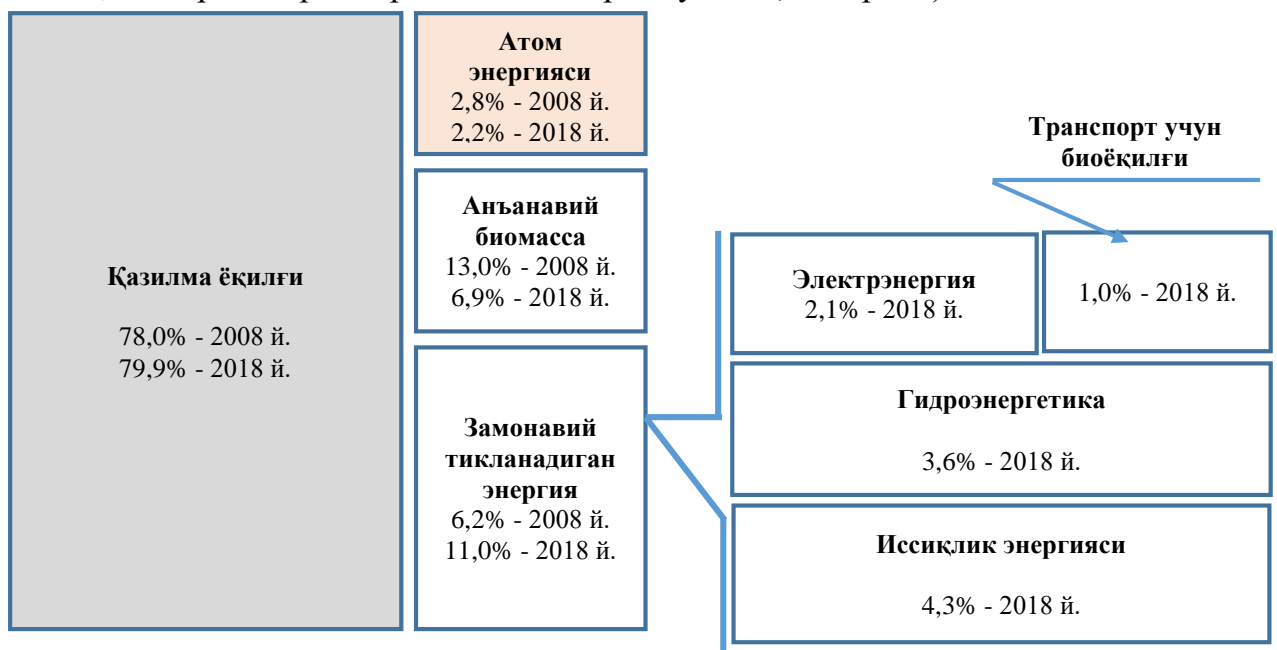 Атом
энергияси
2,8% - 2008 й.
2,2% - 2018 й.
Транспорт учун
биоёқилғи
Анъанавий
биомасса
13,0% - 2008 й.
6,9% - 2018 й.
Қазилма ёқилғи
78,0% - 2008 й.
79,9% - 2018 й.
Электрэнергия
2,1% - 2018 й.
1,0% - 2018 й.
Замонавий
тикланадиган
энергия
6,2% - 2008 й.
11,0% - 2018 й.
Гидроэнергетика
3,6% - 2018 й.
Иссиқлик энергияси
4,3% - 2018 й.